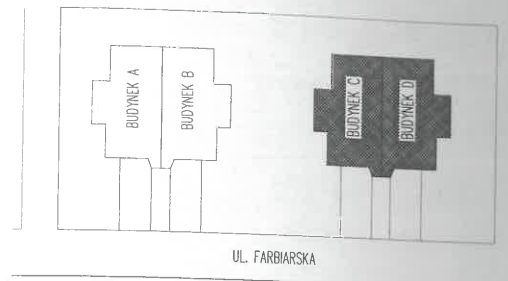 BUDYNEK A
BUDYNEK B
BUDYNEK C
BUDYNEK D
UL. FARBIARSKA